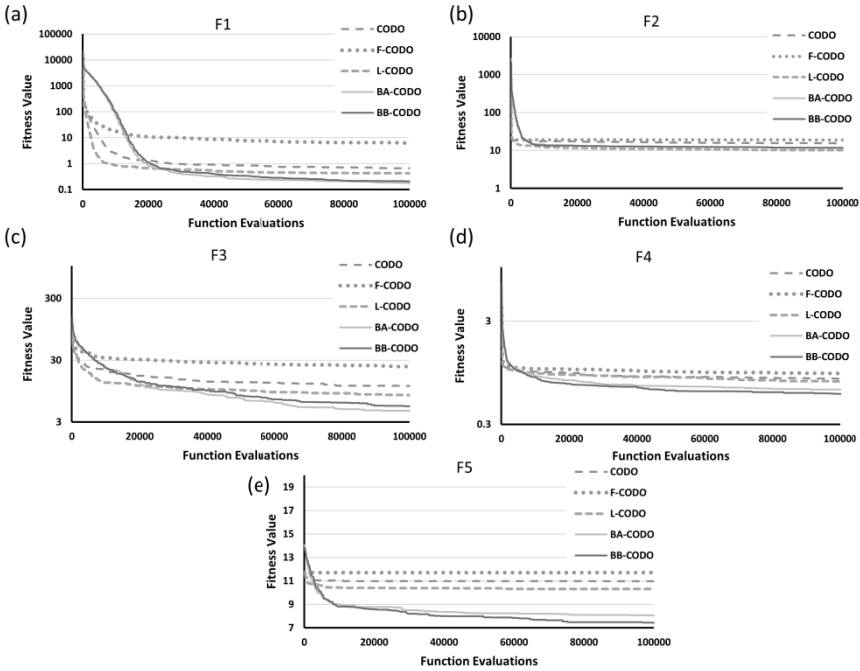 (a)
F1
100000
10000
1000
100
10
1
0.1
Fitness Value
0
20000
40000
60000
80000
100000
Function Evaluations
CODO
F-CODO
L-CODO
BA-CODO
BB-CODO
(b)
F2
10000
1000
100
10
1
Fitness Value
0
20000
40000
60000
80000
100000
Function Evaluations
CODO
F-CODO
L-CODO
BA-CODO
BB-CODO
(c)
F3
300
30
3
Fitness Value
0
20000
40000
60000
80000
100000
Function Evaluations
CODO
F-CODO
L-CODO
BA-CODO
BB-CODO
(d)
F4
3
0.3
Fitness Value
0
20000
40000
60000
80000
100000
Function Evaluations
CODO
F-CODO
L-CODO
BA-CODO
BB-CODO
(e)
F5
19
17
15
13
11
9
7
Fitness Value
0
20000
40000
60000
80000
100000
Function Evaluations
CODO
F-CODO
L-CODO
BA-CODO
BB-CODO